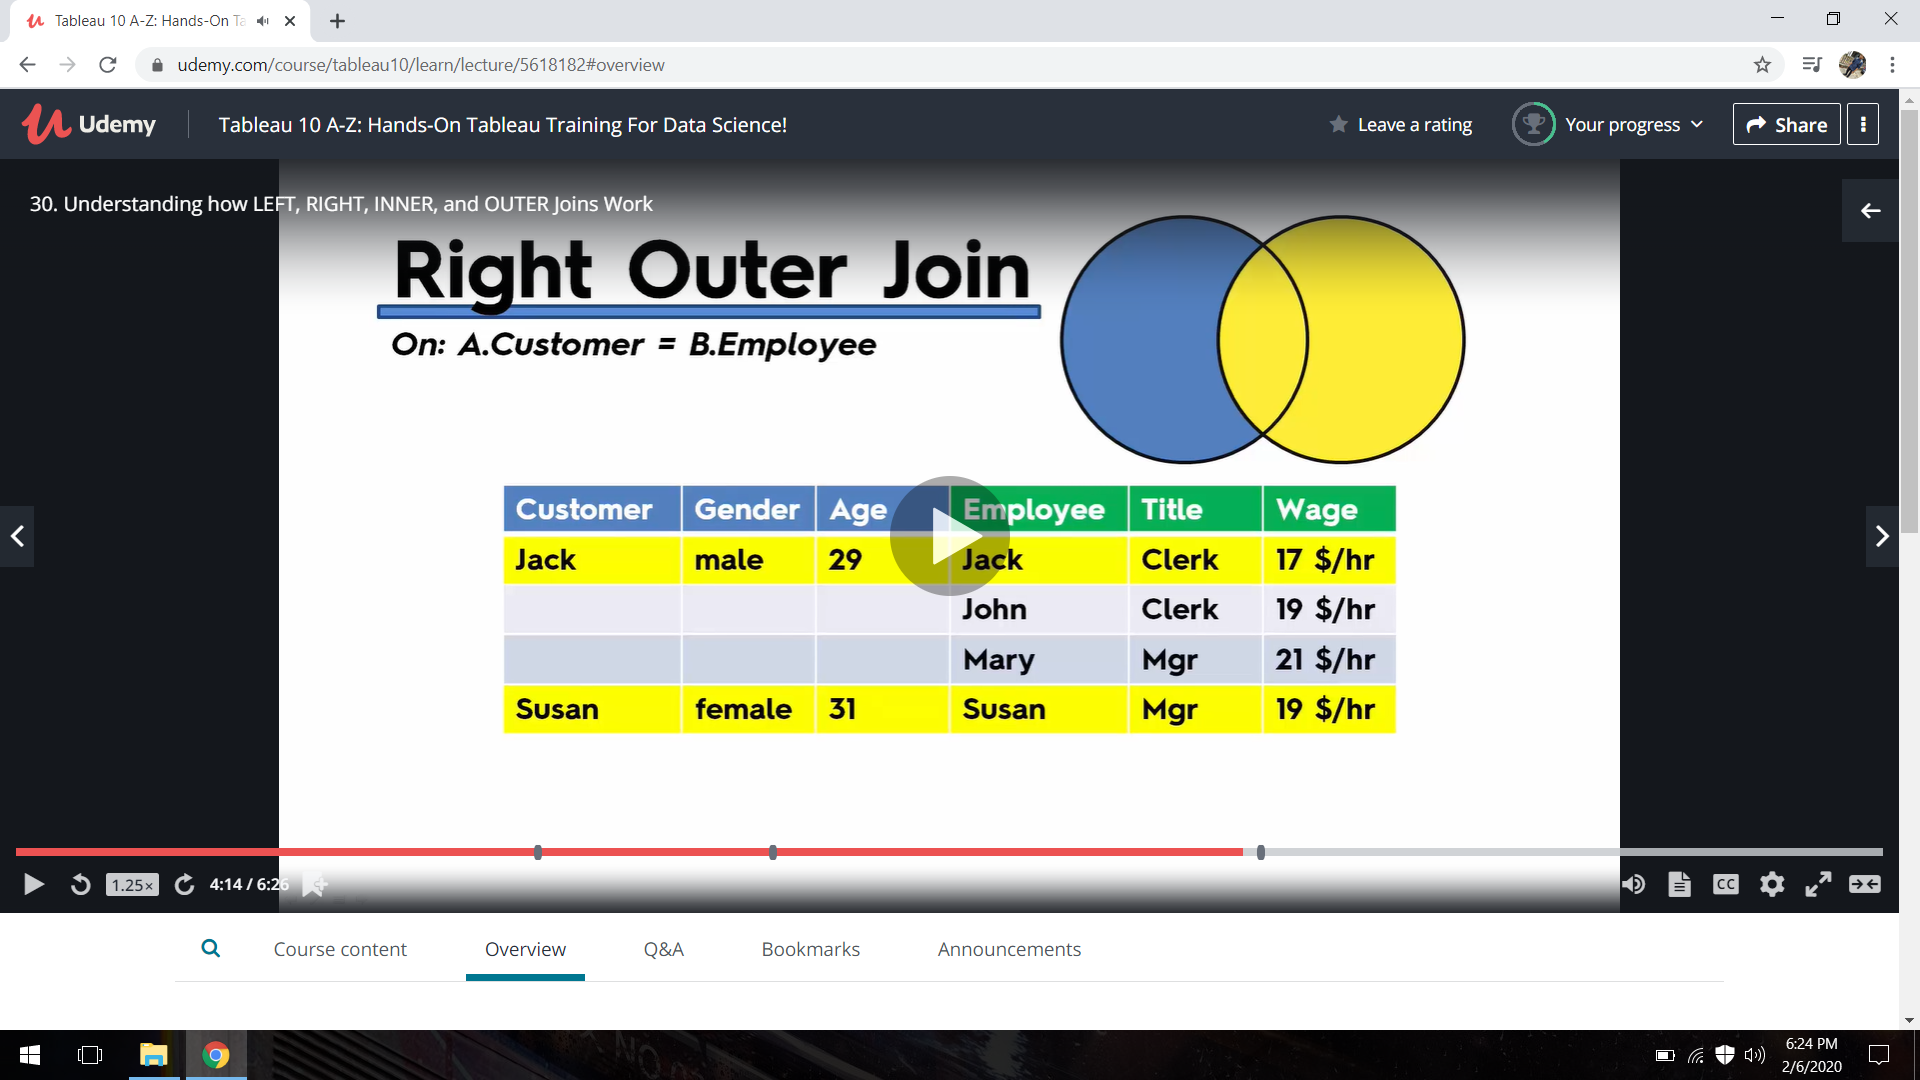 Tableau 10 A-Z: Hands-On Ta
udemy.com/course/tableau10/learn/lecture/5618182#overview
Udemy
Tableau 10 A-Z: Hands-On Tableau Training For Data Science!
Leave a rating
Your progress
Share
30. Understanding how LEFT, RIGHT, INNER, and OUTER Joins Work
Right Outer Join
On: A.Customer = B.Employee
Customer Gender Age Employee Title Wage
Jack male 29 Jack Clerk 17 $/hr
John Clerk 19 $/hr
Mary Mgr 21 $/hr
Susan female 31 Susan Mgr 19 $/hr
1.25×
4:14 / 6:26
CC
Course content
Overview
Q&A
Bookmarks
Announcements
6:24 PM
2/6/2020